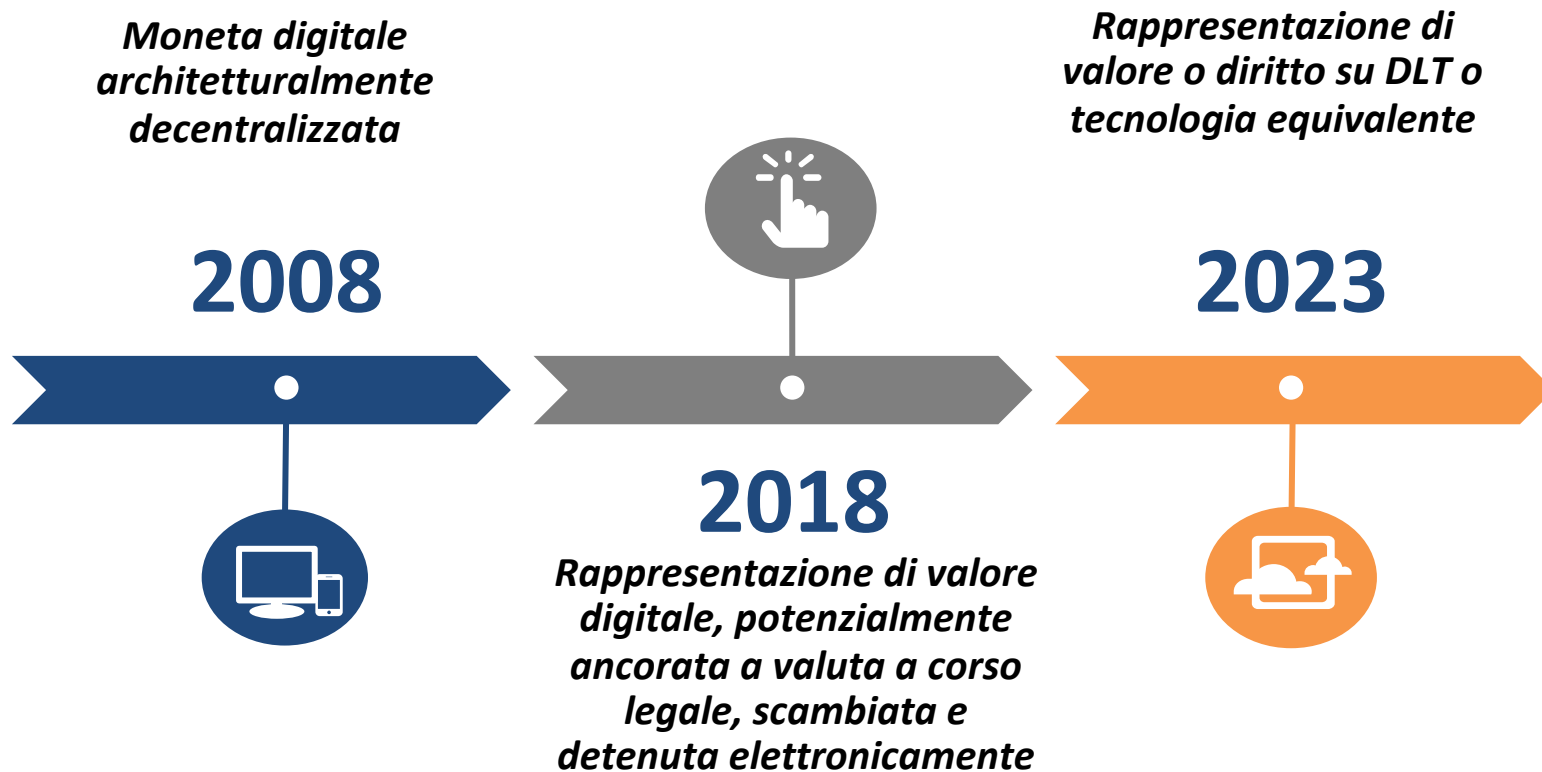 Moneta digitale
architetturalmente
decentralizzata
2008
2018
Rappresentazione di valore
digitale, potenzialmente
ancorata a valuta a corso
legale, scambiata e
detenuta elettronicamente
Rappresentazione di
valore o diritto su DLT o
tecnologia equivalente
2023